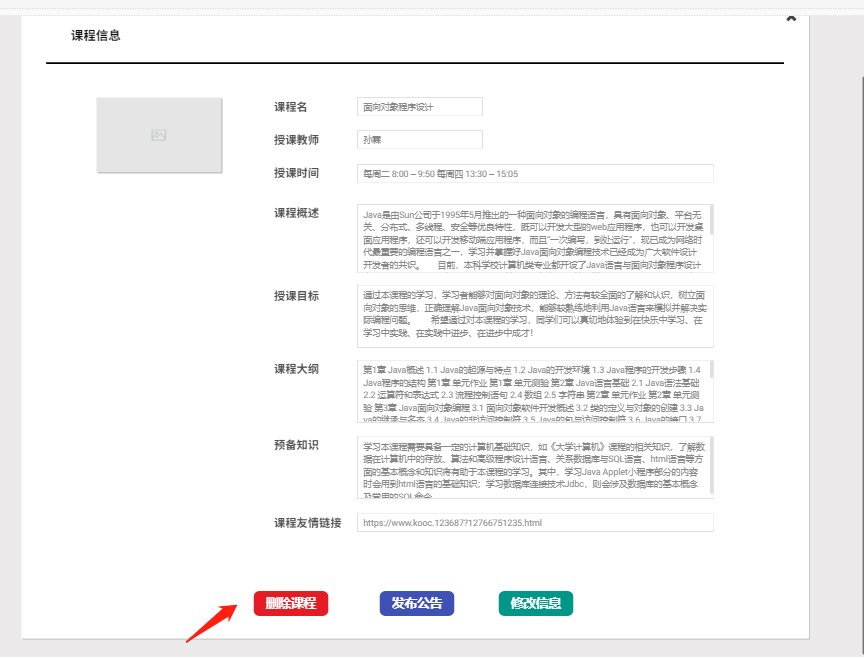 课程信息
课程名
面向对象程序设计
授课教师
孙霖
授课时间
每周二 8:00 – 9:50 每周四 13:30 – 15:05
课程概述
Java是由Sun公司于1995年5月推出的一种面向对象的编程语言，具有面向对象、平台无
关、分布式、多线程、安全等优良特性，既可以开发大型的web应用程序，也可以开发桌
面应用程序，还可以开发移动端应用程序，而且“一次编写，到处运行”，现已成为网络时
代最重要的编程语言之一，学习并掌握好Java面向对象编程技术已经成为广大软件设计
开发者的共识。 目前，本科学校计算机类专业都开设了Java语言与面向对象程序设计
授课目标
通过本课程的学习，学习者能够对面向对象的理论、方法有较全面的了解和认识，树立面
向对象的思维，正确理解Java面向对象技术，能够较熟练地利用Java语言来模拟并解决实
际编程问题。 希望通过对本课程的学习，同学们可以真切地体验到在快乐中学习、在
学习中实践、在实践中进步、在进步中成才！
课程大纲
第1章 Java概述 1.1 Java的起源与特点 1.2 Java的开发环境 1.3 Java程序的开发步骤 1.4
Java程序的结构 第1章 单元作业 第1章 单元测验 第2章 Java语言基础 2.1 Java语法基础
2.2 运算符和表达式 2.3 流程控制语句 2.4 数组 2.5 字符串 第2章 单元作业 第2章 单元测
验 第3章 Java面向对象编程 3.1 面向对象软件开发概述 3.2 类的定义与对象的创建 3.3 Ja
va的继承与多态 3.4 Java的非访问控制符 3.5 Java的包与访问控制符 3.6 Java的接口 3.7
预备知识
学习本课程需要具备一定的计算机基础知识，如《大学计算机》课程的相关知识，了解数
据在计算机中的存放、算法和高级程序设计语言、关系数据库与SQL语言、html语言等方
面的基本概念和知识将有助于本课程的学习。其中，学习Java Applet小程序部分的内容
时会用到html语言的基础知识；学习数据库连接技术Jdbc，则会涉及数据库的基本概念
及常用的SQL命令
课程友情链接
https://www.kooc.123687?12766751235.html
删除课程 发布公告 修改信息